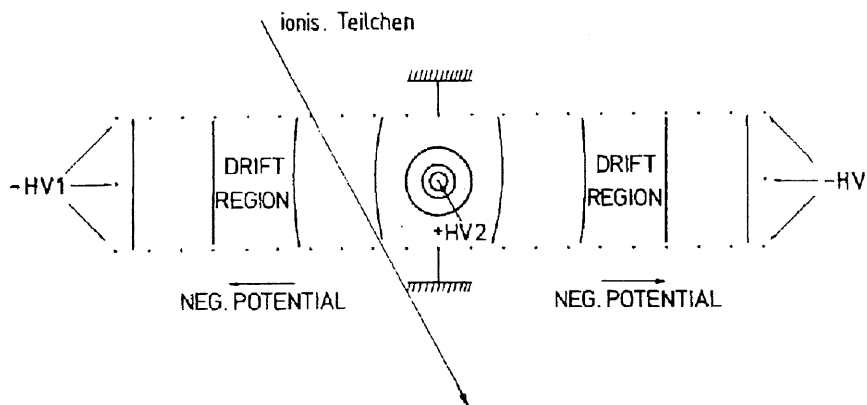 ionis. Teilchen
DRIFT
REGION
DRIFT
REGION
-HV1
-HV
+HV2
NEG. POTENTIAL
NEG. POTENTIAL